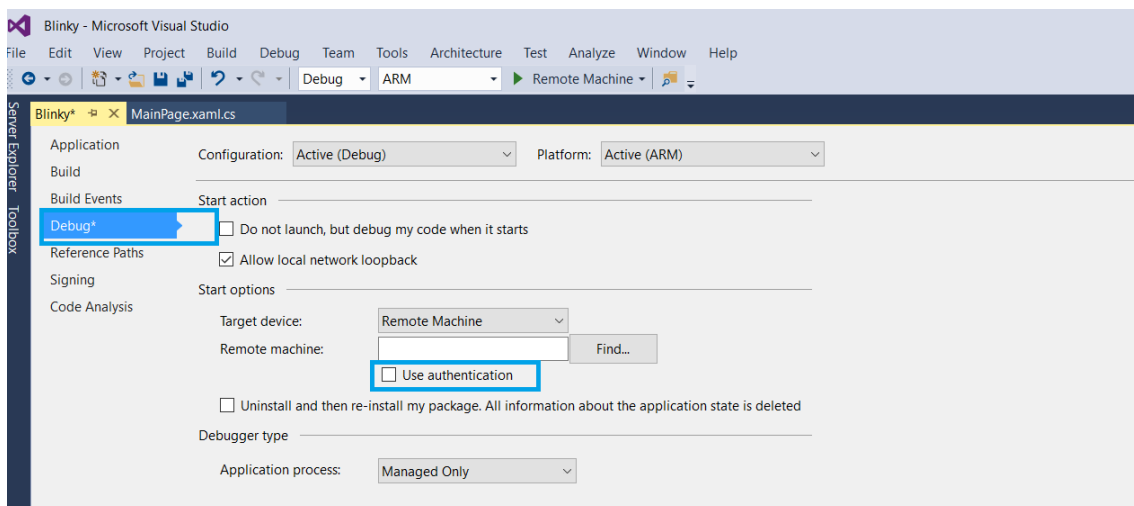 Blinky - Microsoft Visual Studio
File Edit View Project Build Debug Team Tools Architecture Test Analyze Window Help
Debug ARM Remote Machine
Server Explorer
Toolbox
Blinky* MainPage.xaml.cs
Application
Build
Build Events
Debug*
Reference Paths
Signing
Code Analysis
Configuration: Active (Debug) Platform: Active (ARM)
Start action
Do not launch, but debug my code when it starts
Allow local network loopback
Start options
Target device: Remote Machine
Remote machine: Find...
Use authentication
Uninstall and then re-install my package. All information about the application state is deleted
Debugger type
Application process: Managed Only